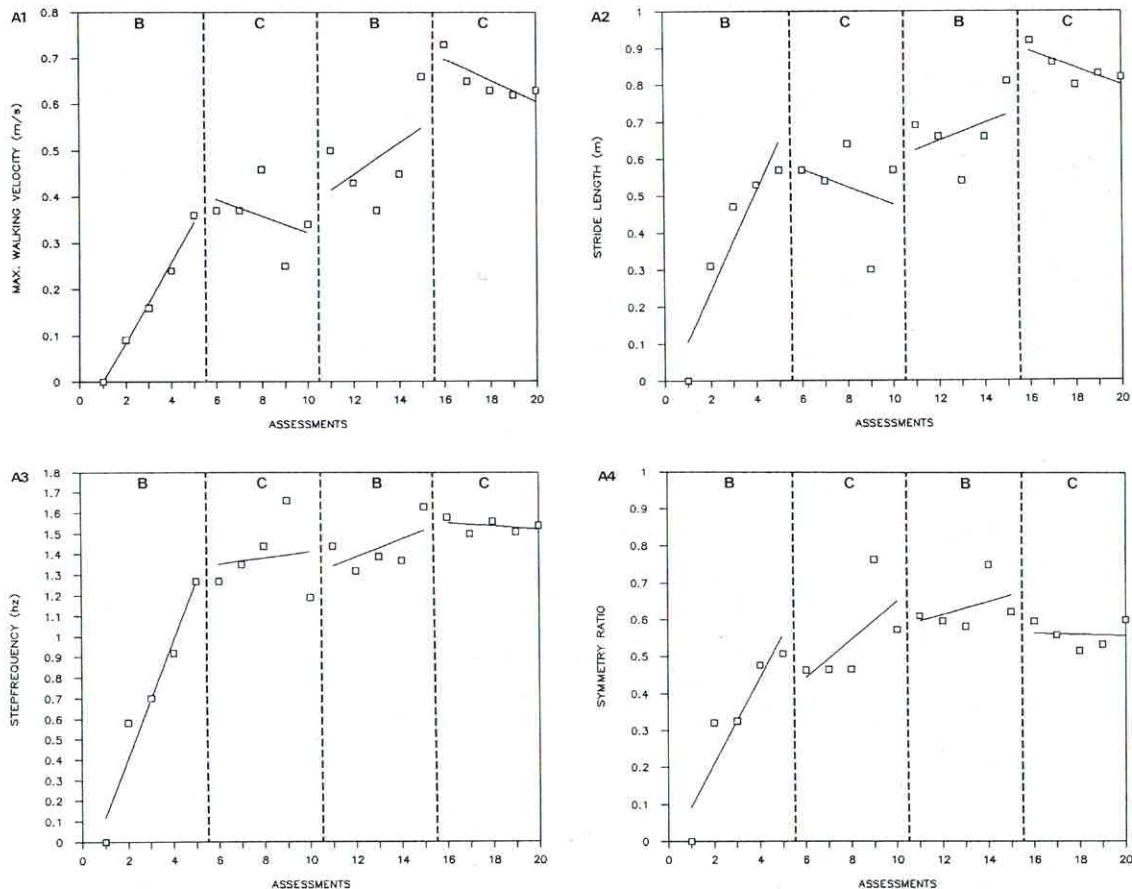 A1
B C B C
MAX. WALKING VELOCITY (m/s)
0.8
0.7
0.6
0.5
0.4
0.3
0.2
0.1
0
0 2 4 6 8 10 12 14 16 18 20
ASSESSMENTS
A2
B C B C
STRIDE LENGTH (m)
1
0.9
0.8
0.7
0.6
0.5
0.4
0.3
0.2
0.1
0
0 2 4 6 8 10 12 14 16 18 20
ASSESSMENTS
A3
B C B C
STEPFREQUENCY (hz)
1.8
1.7
1.6
1.5
1.4
1.3
1.2
1.1
1
0.9
0.8
0.7
0.6
0.5
0.4
0.3
0.2
0.1
0
0 2 4 6 8 10 12 14 16 18 20
ASSESSMENTS
A4
B C B C
SYMMETRY RATIO
1
0.9
0.8
0.7
0.6
0.5
0.4
0.3
0.2
0.1
0
0 2 4 6 8 10 12 14 16 18 20
ASSESSMENTS